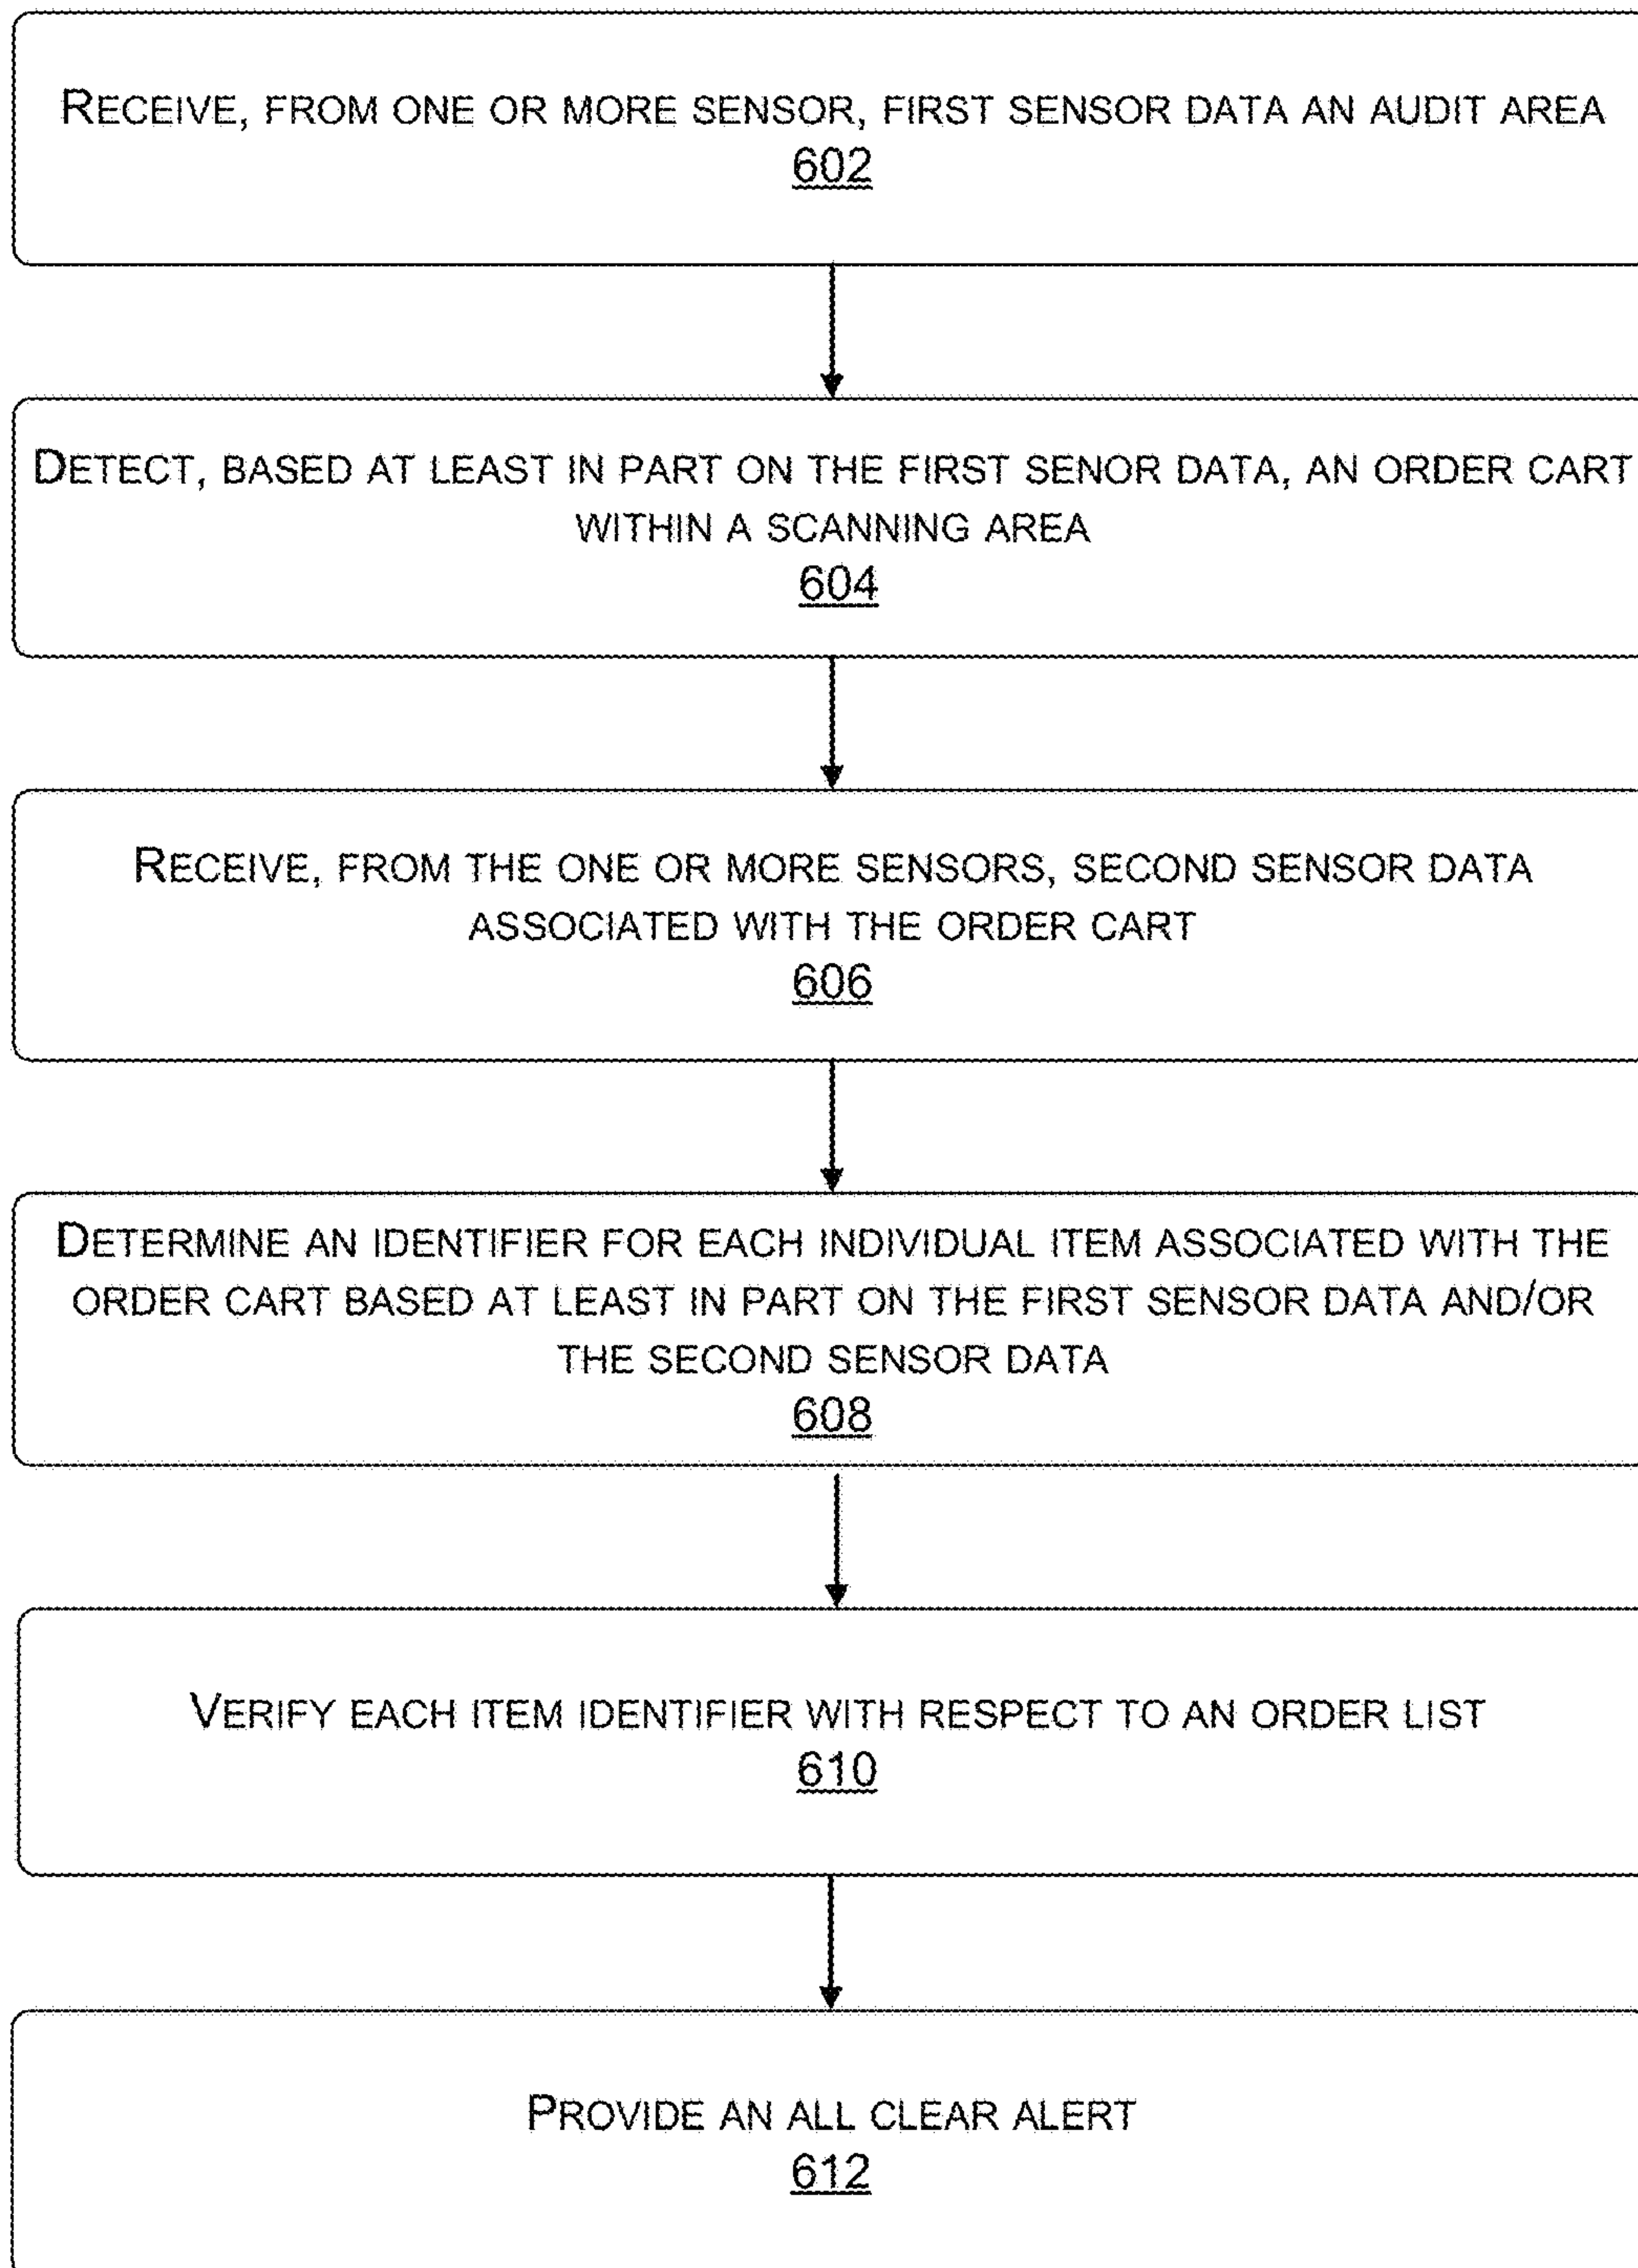 RECEIVE, FROM ONE OR MORE SENSOR, FIRST SENSOR DATA AN AUDIT AREA
602
DETECT, BASED AT LEAST IN PART ON THE FIRST SENOR DATA, AN ORDER CART
WITHIN A SCANNING AREA
604
RECEIVE, FROM THE ONE OR MORE SENSORS, SECOND SENSOR DATA
ASSOCIATED WITH THE ORDER CART
606
DETERMINE AN IDENTIFIER FOR EACH INDIVIDUAL ITEM ASSOCIATED WITH THE
ORDER CART BASED AT LEAST IN PART ON THE FIRST SENSOR DATA AND/OR
THE SECOND SENSOR DATA
608
VERIFY EACH ITEM IDENTIFIER WITH RESPECT TO AN ORDER LIST
610
PROVIDE AN ALL CLEAR ALERT
612